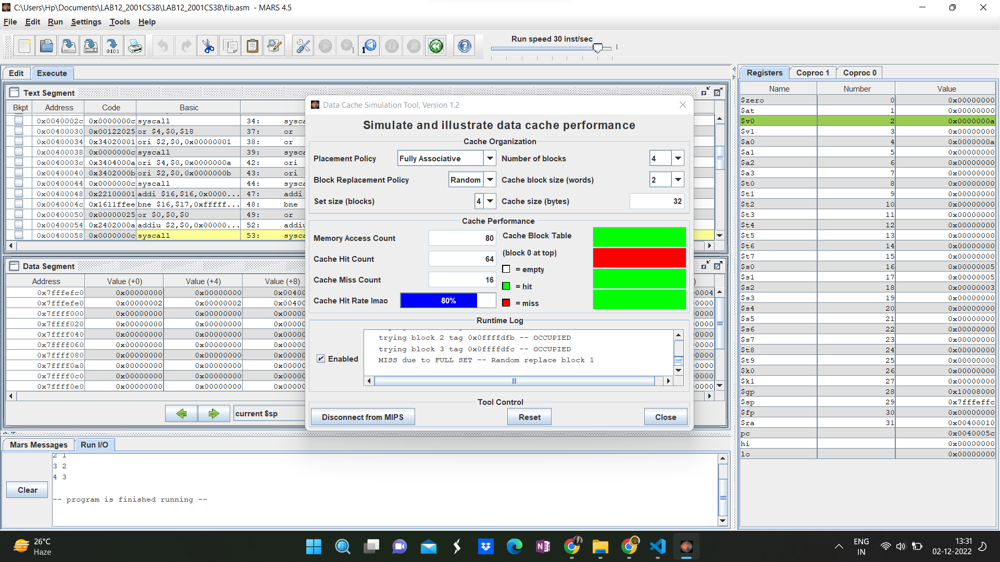 C:\Users\Hp\Documents\LAB12_2001CS38\LAB12_2001CS38\fib.asm - MARS 4.5
File Edit Run Settings Tools Help
Run speed 30 inst/sec
Edit Execute
Registers Coproc 1 Coproc 0
Text Segment
Bkpt Address Code Basic
0x0040002c 0x0000000c syscall 34: sysca
0x00400030 0x00122025 or $4,$0,$18 37: or
0x00400034 0x34020001 ori $2,$0,0x00000001 38: or
0x00400038 0x0000000c syscall 39: sysca
0x0040003c 0x3404000a ori $4,$0,0x0000000a 42: ori
0x00400040 0x3402000b ori $2,$0,0x0000000b 43: ori
0x00400044 0x0000000c syscall 44: sysca
0x00400048 0x22100001 addi $16,$16,0x0000... 47: addi
0x0040004c 0x1611ffee bne $16,$17,0xfffff... 48: bne
0x00400050 0x00000025 or $0,$0,$0 49: or
0x00400054 0x2402000a addiu $2,$0,0x00000... 52: addiu
0x00400058 0x0000000c syscall 53: sysca
Data Segment
Address Value (+0) Value (+4) Value (+8)
0x7fffefc0 0x00000000 0x00000000 0x00400 0004
0x7fffefe0 0x00000002 0x00000002 0x00400 0000
0x7ffff000 0x00000000 0x00000000 0x00000 0000
0x7ffff020 0x00000000 0x00000000 0x00000 0000
0x7ffff040 0x00000000 0x00000000 0x00000 0000
0x7ffff060 0x00000000 0x00000000 0x00000 0000
0x7ffff080 0x00000000 0x00000000 0x00000 0000
0x7ffff0a0 0x00000000 0x00000000 0x00000 0000
0x7ffff0c0 0x00000000 0x00000000 0x00000 0000
0x7ffff0e0 0x00000000 0x00000000 0x00000 0000
current $sp
Data Cache Simulation Tool, Version 1.2
Simulate and illustrate data cache performance
Cache Organization
Placement Policy Fully Associative Number of blocks 4
Block Replacement Policy Random Cache block size (words) 2
Set size (blocks) 4 Cache size (bytes) 32
Cache Performance
Memory Access Count 80 Cache Block Table
Cache Hit Count 64 (block 0 at top)
= empty
Cache Miss Count 16 = hit
Cache Hit Rate lmao 80% = miss
Runtime Log
Enabled
trying block 2 tag 0x0ffffdfb -- OCCUPIED
trying block 3 tag 0x0ffffdfc -- OCCUPIED
MISS due to FULL SET -- Random replace block 1
Tool Control
Disconnect from MIPS Reset Close
Name Number Value
$zero 0 0x00000000
$at 1 0x00000000
$v0 2 0x0000000a
$v1 3 0x00000000
$a0 4 0x0000000a
$a1 5 0x00000000
$a2 6 0x00000000
$a3 7 0x00000000
$t0 8 0x00000000
$t1 9 0x00000000
$t2 10 0x00000000
$t3 11 0x00000000
$t4 12 0x00000000
$t5 13 0x00000000
$t6 14 0x00000000
$t7 15 0x00000000
$s0 16 0x00000005
$s1 17 0x00000005
$s2 18 0x00000003
$s3 19 0x00000000
$s4 20 0x00000000
$s5 21 0x00000000
$s6 22 0x00000000
$s7 23 0x00000000
$t8 24 0x00000000
$t9 25 0x00000000
$k0 26 0x00000000
$k1 27 0x00000000
$gp 28 0x10008000
$sp 29 0x7fffeffc
$fp 30 0x00000000
$ra 31 0x00400010
pc 0x0040005c
hi 0x00000000
lo 0x00000000
Mars Messages Run I/O
Clear
2 1
3 2
4 3
-- program is finished running --
26°C
Haze
ENG
IN
13:31
02-12-2022